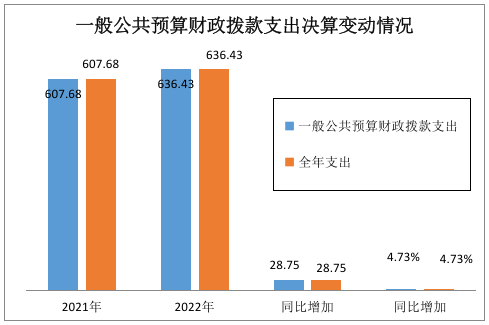 一般公共预算财政拨款支出决算变动情况
607.68
607.68
636.43
636.43
一般公共预算财政拨款支出
全年支出
28.75
28.75
4.73%
4.73%
2021年
2022年
同比增加
同比增加